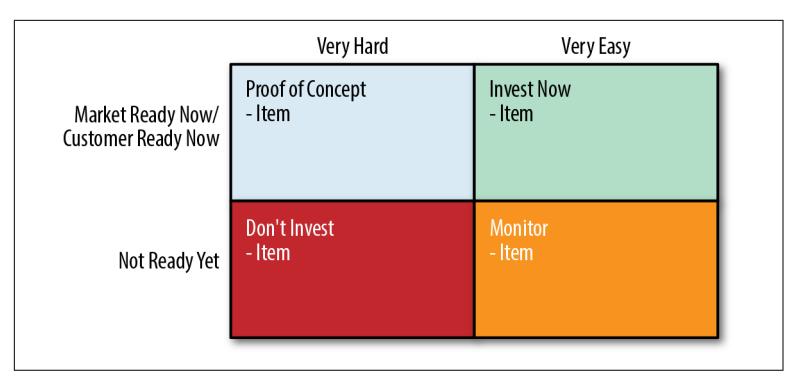 Very Hard
Very Easy
Market Ready Now/
Customer Ready Now
Proof of Concept
- Item
Invest Now
- Item
Not Ready Yet
Don't Invest
- Item
Monitor
- Item